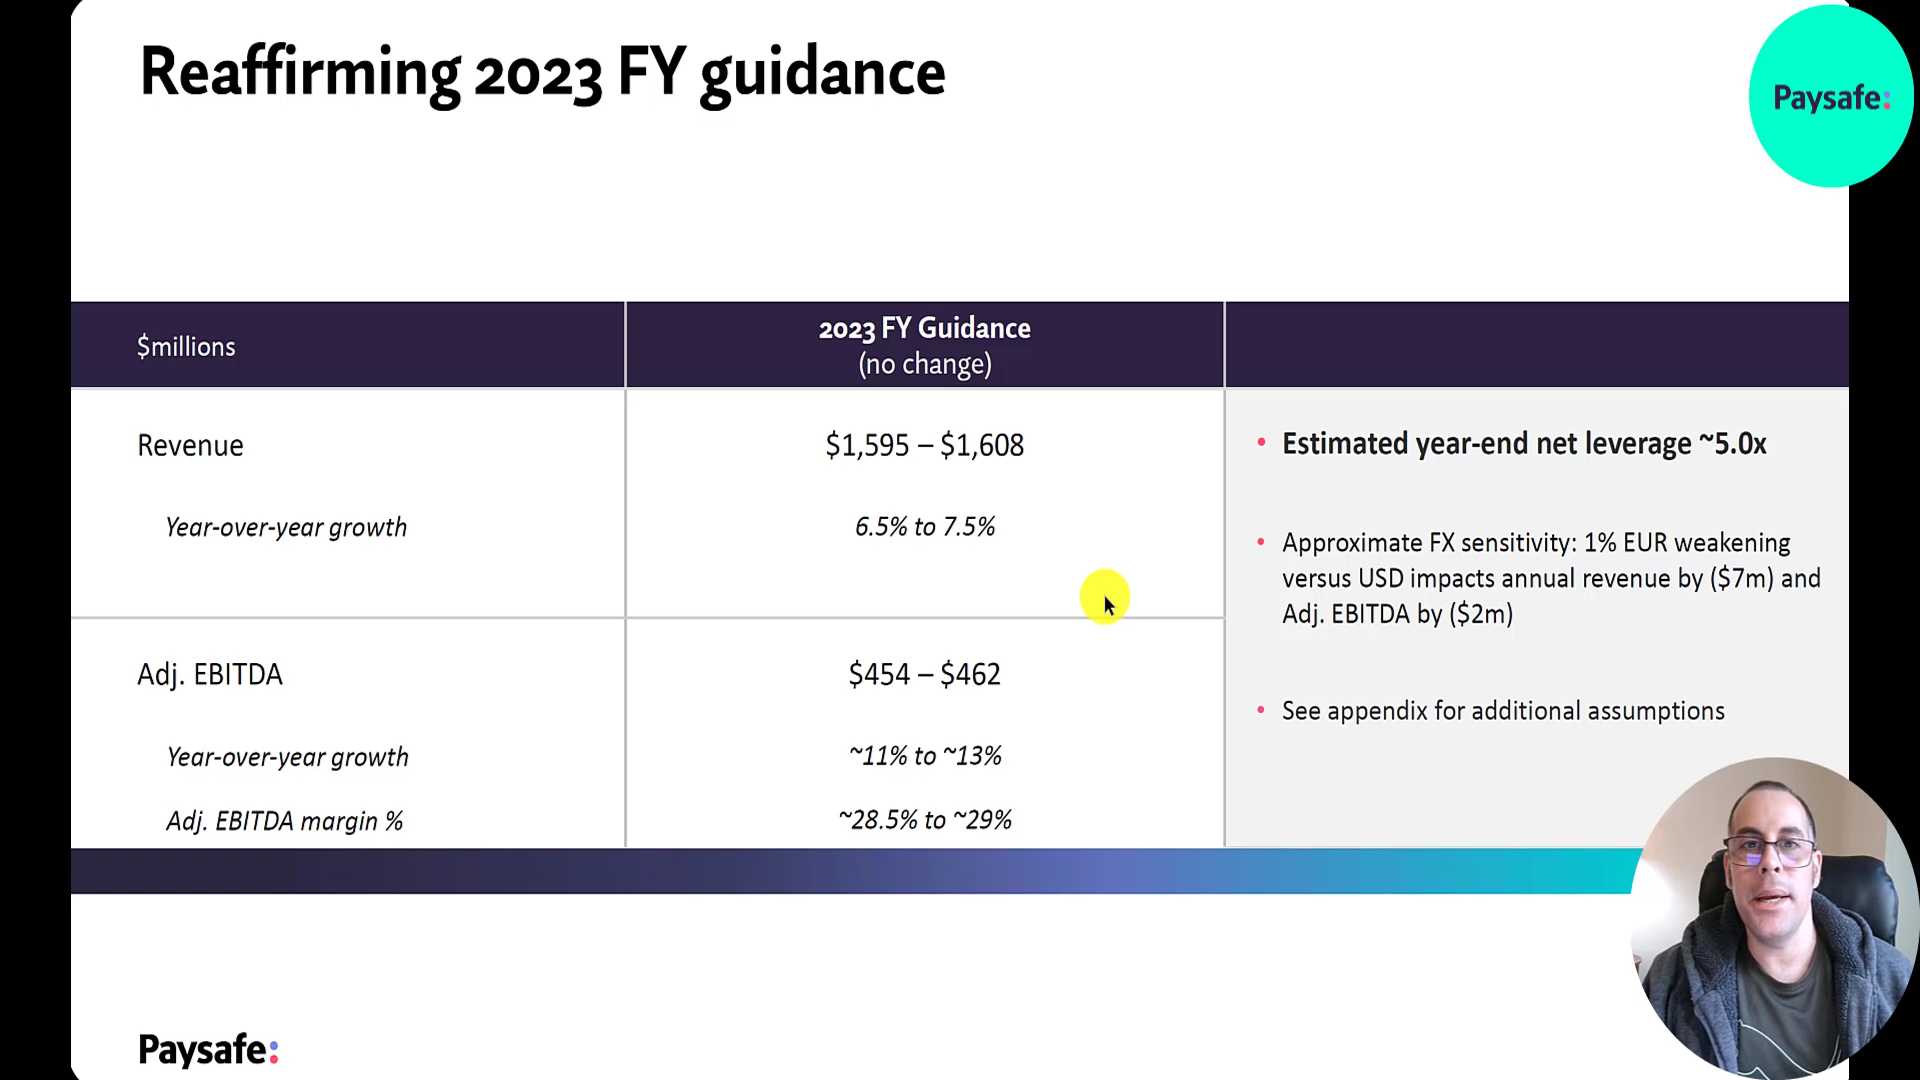 Reaffirming 2023 FY guidance
Paysafe:
$millions
2023 FY Guidance
(no change)
Revenue
$1,595 – $1,608
Year-over-year growth
6.5% to 7.5%
Adj. EBITDA
$454 – $462
Year-over-year growth
~11% to ~13%
Adj. EBITDA margin %
~28.5% to ~29%
• Estimated year-end net leverage ~5.0x
• Approximate FX sensitivity: 1% EUR weakening
versus USD impacts annual revenue by ($7m) and
Adj. EBITDA by ($2m)
• See appendix for additional assumptions
Paysafe: